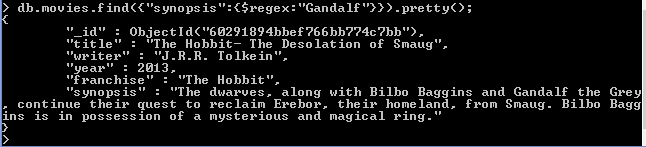 > db.movies.find({"synopsis":{$regex:"Gandalf"}}).pretty();
{
"_id" : ObjectId("60291894bbef766bb774c7bb"),
"title" : "The Hobbit- The Desolation of Smaug",
"writer" : "J.R.R. Tolkein",
"year" : 2013,
"franchise" : "The Hobbit",
"synopsis" : "The dwarves, along with Bilbo Baggins and Gandalf the Grey
, continue their quest to reclaim Erebor, their homeland, from Smaug. Bilbo Bagg
ins is in possession of a mysterious and magical ring."
}
>